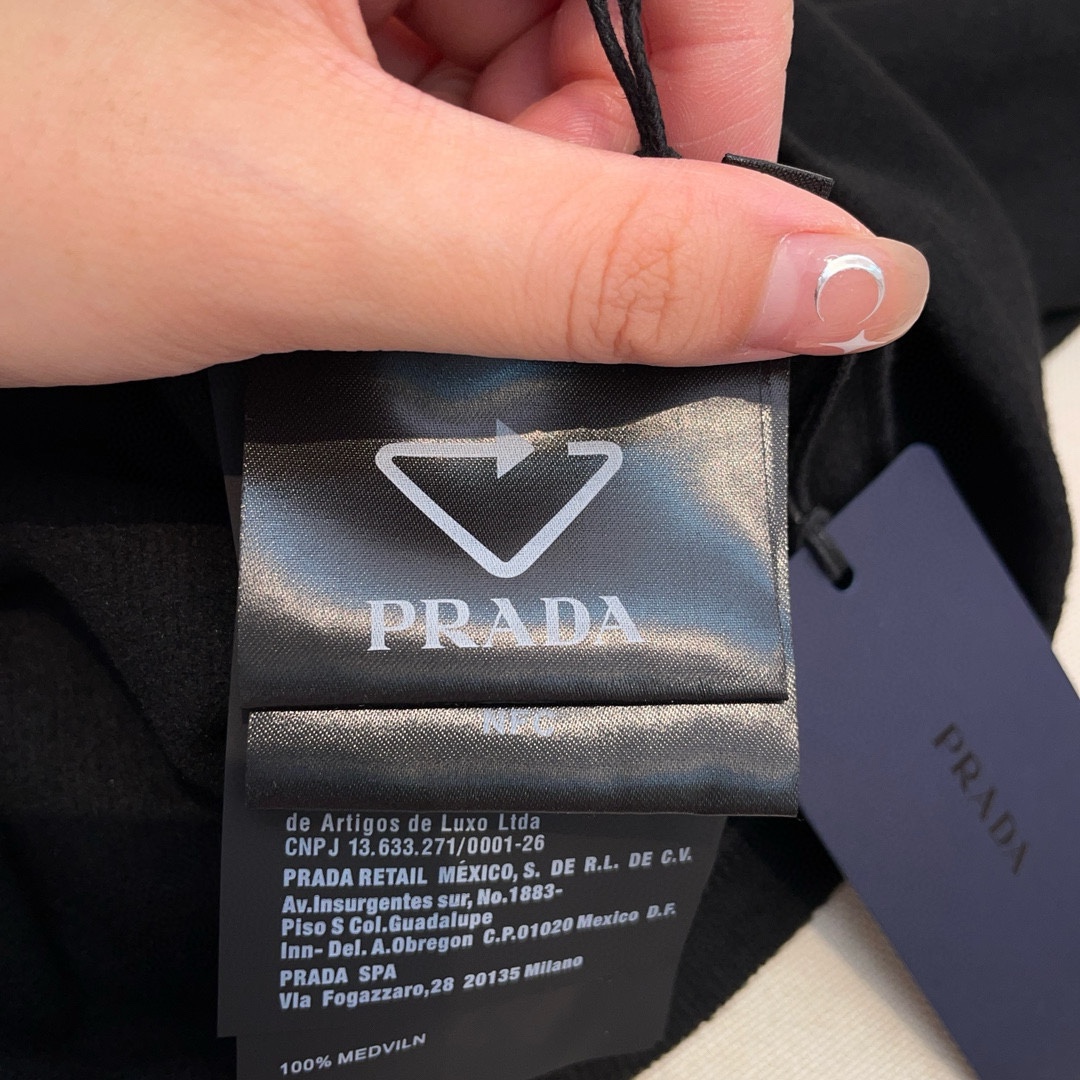 PRADA
NFC
de Artigos de Luxo Ltda
CNPJ 13.633.271/0001-26
PRADA RETAIL MÉXICO, S. DE R.L. DE C.V.
Av.Insurgentes sur, No.1883-
Piso S Col.Guadalupe
Inn- Del. A.Obregon C.P.01020 Mexico D.F.
PRADA SPA
VIa Fogazzaro,28 20135 Milano
100% MEDVILN
PRADA